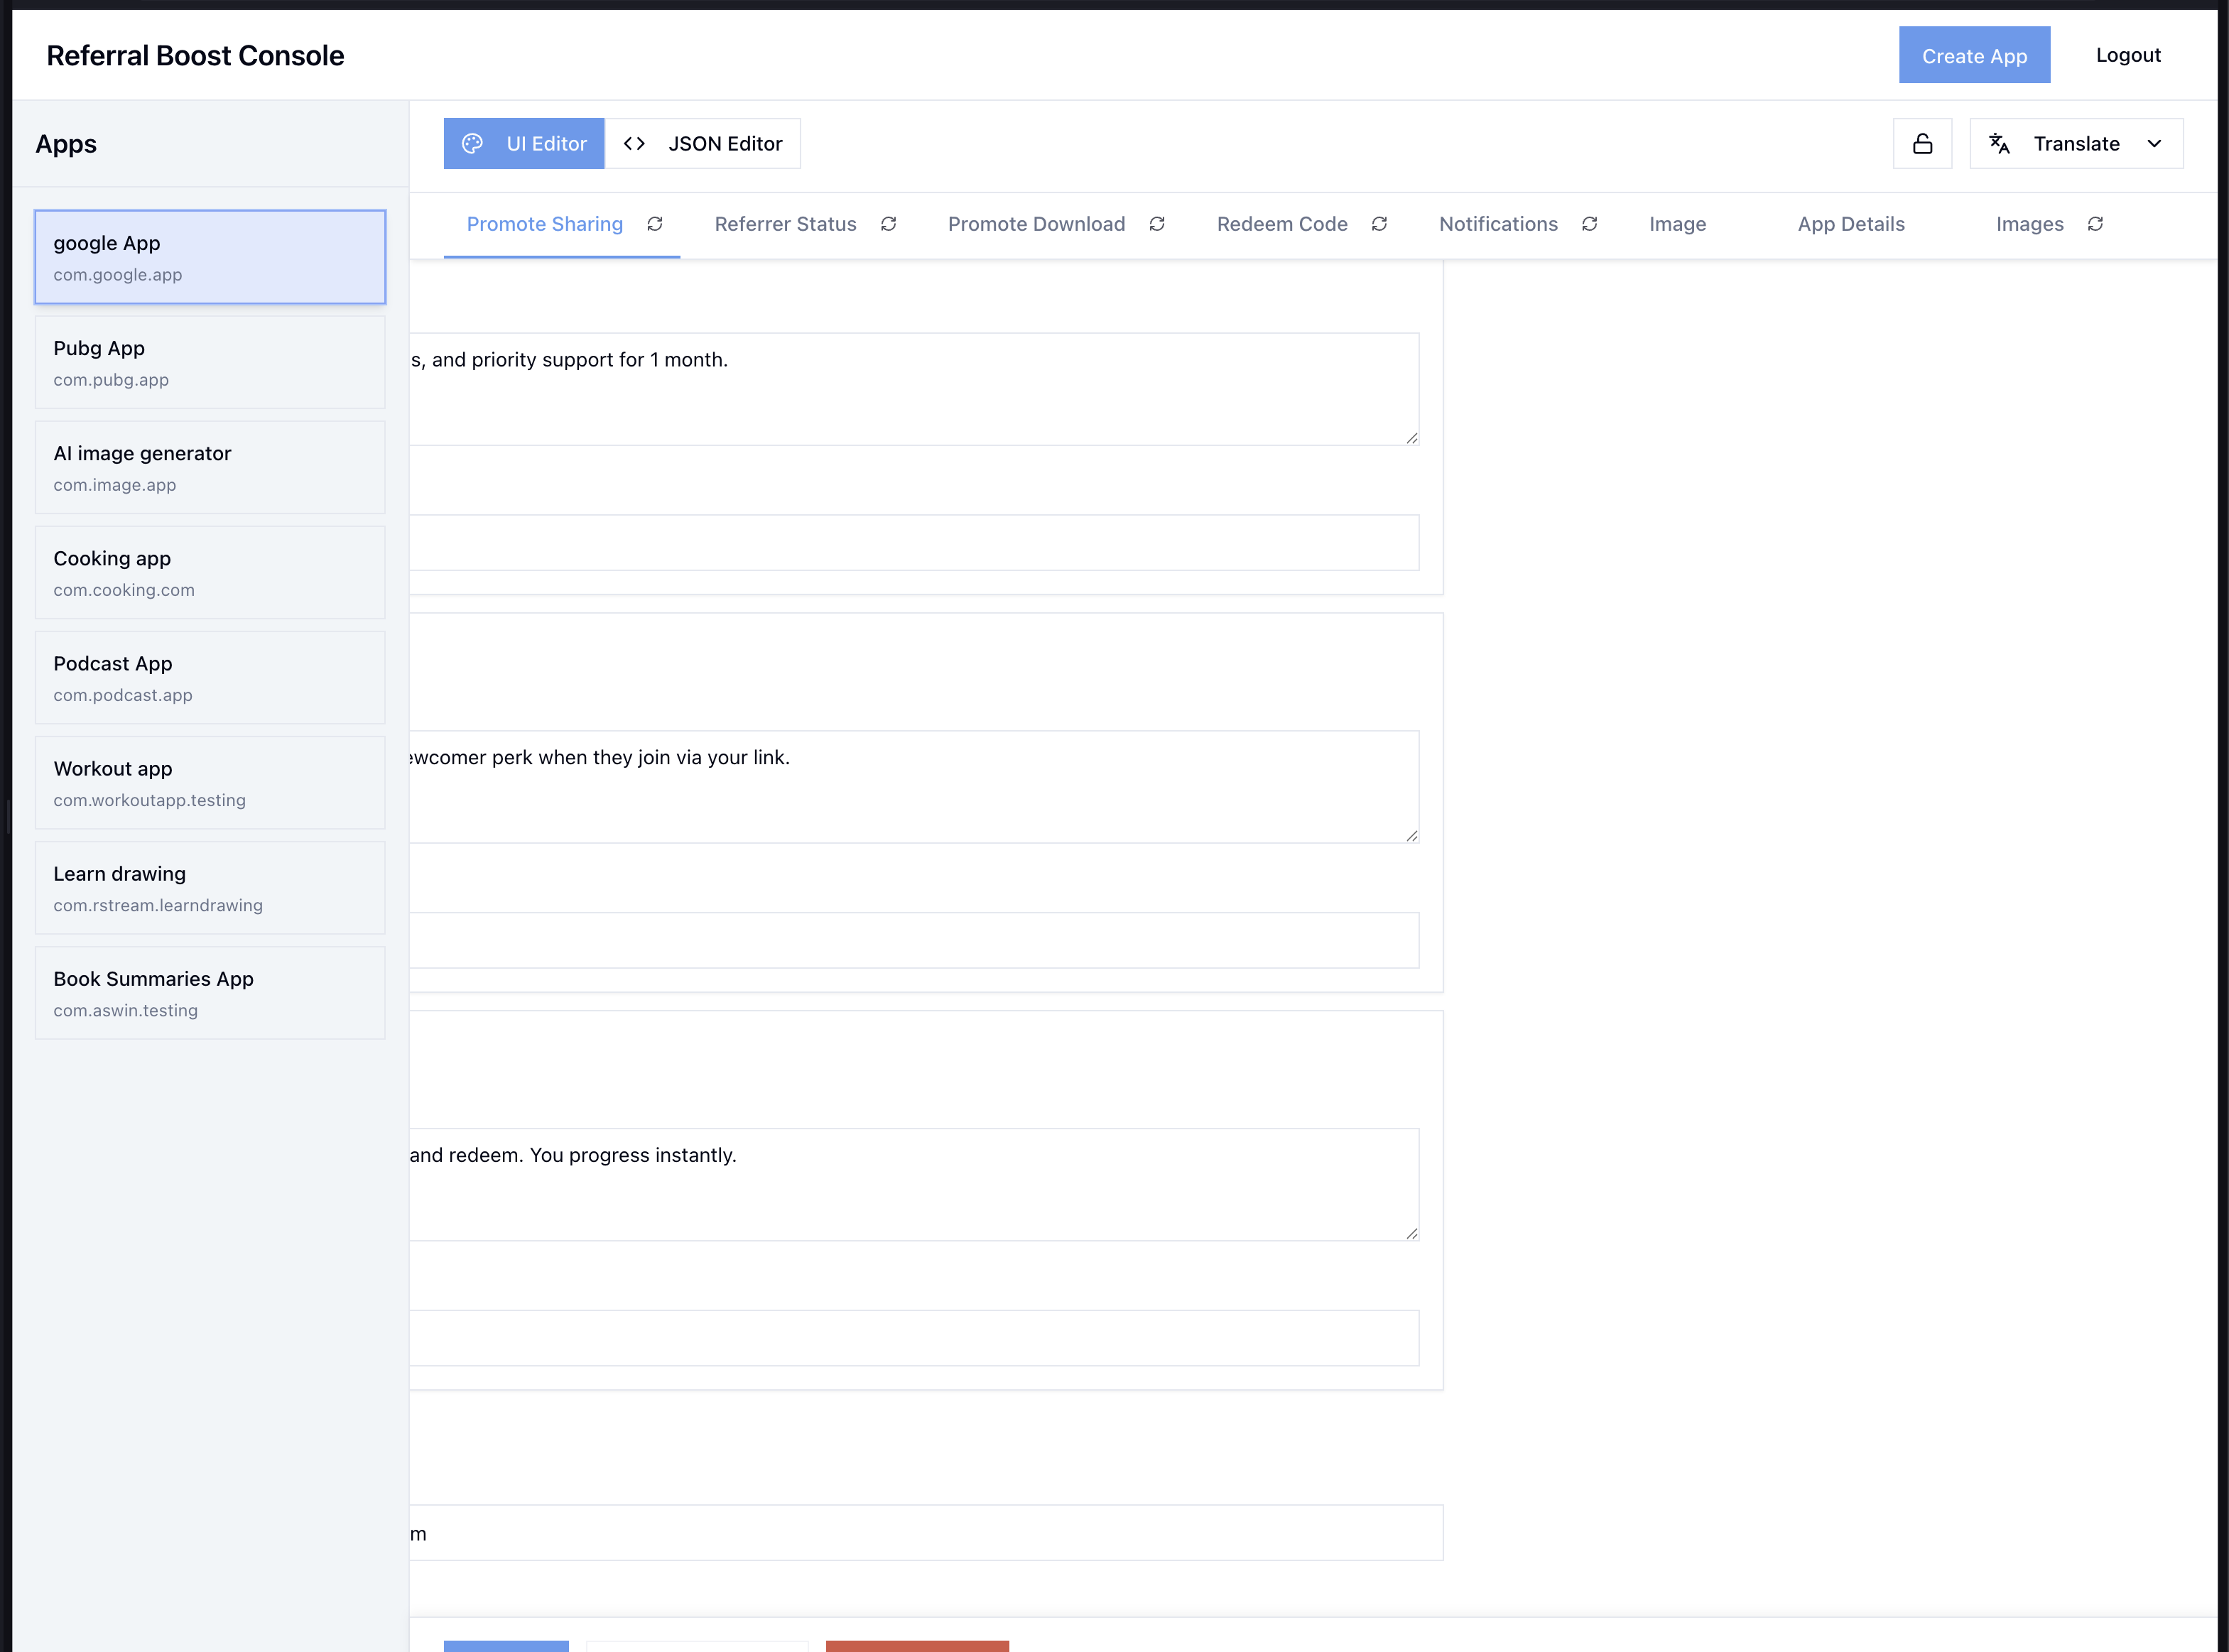 Referral Boost Console
Create App
Logout
Apps
UI Editor
JSON Editor
Translate
Promote Sharing
Referrer Status
Promote Download
Redeem Code
Notifications
Image
App Details
Images
google App
com.google.app
Pubg App
com.pubg.app
AI image generator
com.image.app
Cooking app
com.cooking.com
Podcast App
com.podcast.app
Workout app
com.workoutapp.testing
Learn drawing
com.rstream.learndrawing
Book Summaries App
com.aswin.testing
s, and priority support for 1 month.
ewcomer perk when they join via your link.
and redeem. You progress instantly.
m